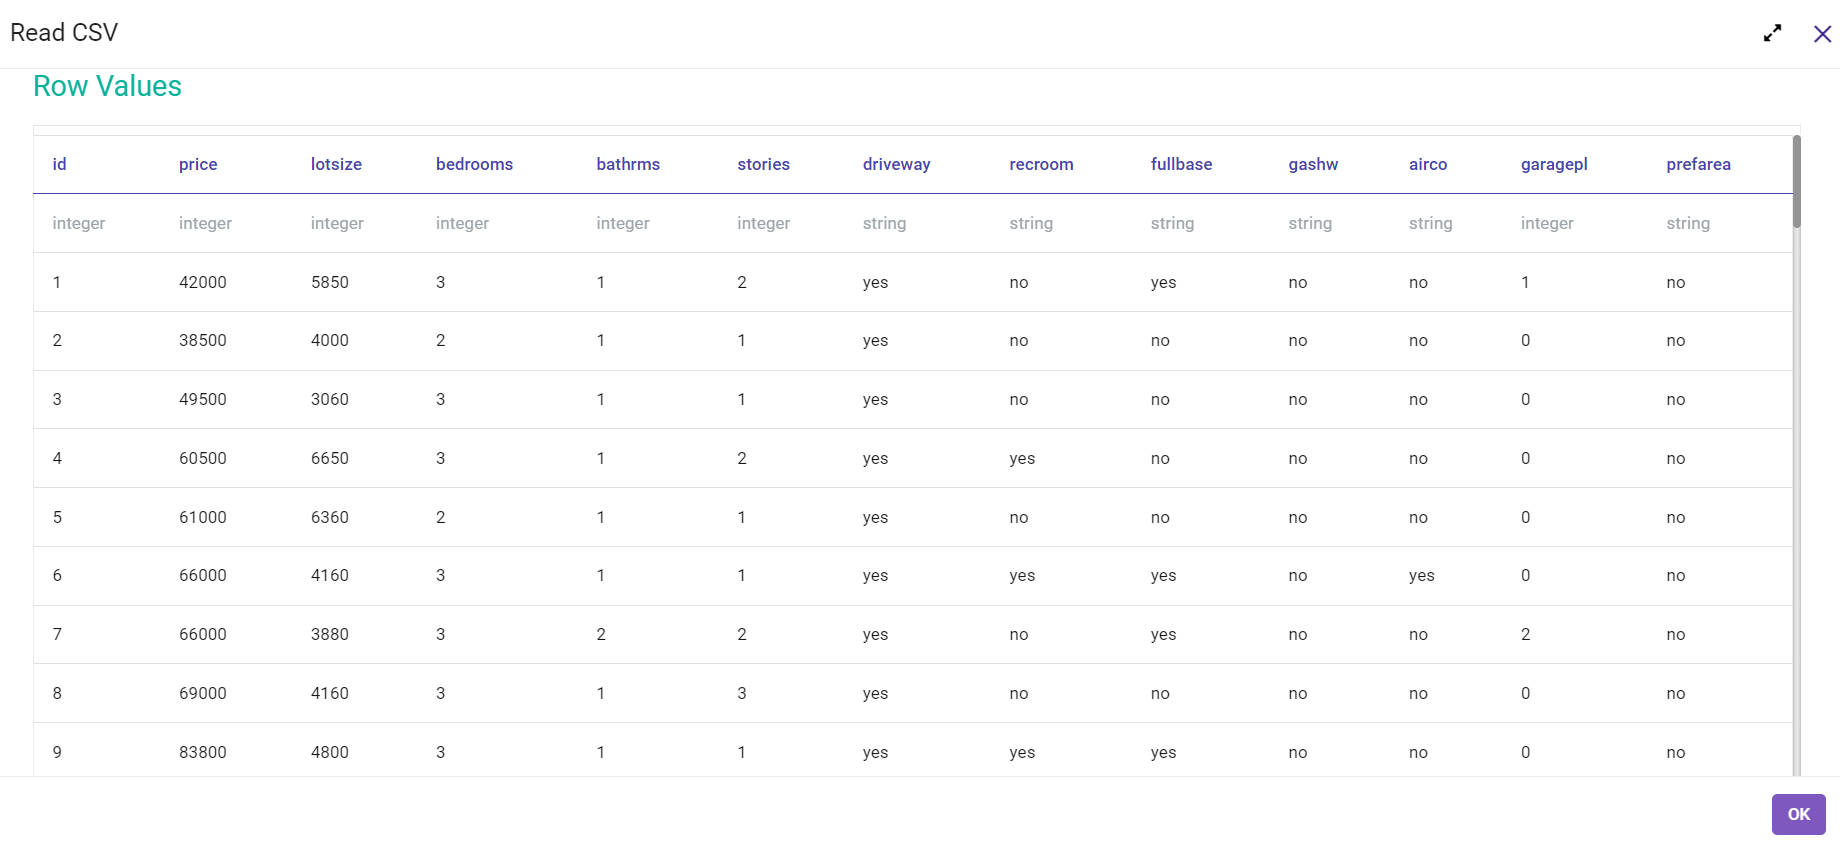 Read CSV
Row Values
id price lotsize bedrooms bathrms stories driveway recroom fullbase gashw airco garagepl prefarea
integer integer integer integer integer integer string string string string string integer string
1 42000 5850 3 1 2 yes no yes no no 1 no
2 38500 4000 2 1 1 yes no no no no 0 no
3 49500 3060 3 1 1 yes no no no no 0 no
4 60500 6650 3 1 2 yes yes no no no 0 no
5 61000 6360 2 1 1 yes no no no no 0 no
6 66000 4160 3 1 1 yes yes yes no yes 0 no
7 66000 3880 3 2 2 yes no yes no no 2 no
8 69000 4160 3 1 3 yes no no no no 0 no
9 83800 4800 3 1 1 yes yes yes no no 0 no
OK